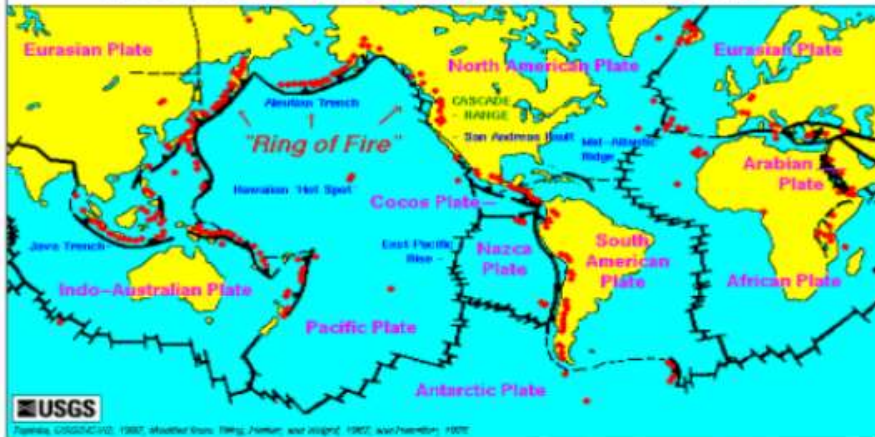 Eurasian Plate
North American Plate
Eurasian Plate
Aleutian Trench
CASCADE
RANGE
"Ring of Fire"
San Andreas Fault
Mid-Atlantic
Ridge
Arabian
Plate
Hawaiian "Hot Spot"
Cocos Plate
Java Trench
East Pacific
Rise
Nazca
Plate
South
American
Plate
Indo-Australian Plate
African Plate
Pacific Plate
Antarctic Plate
USGS